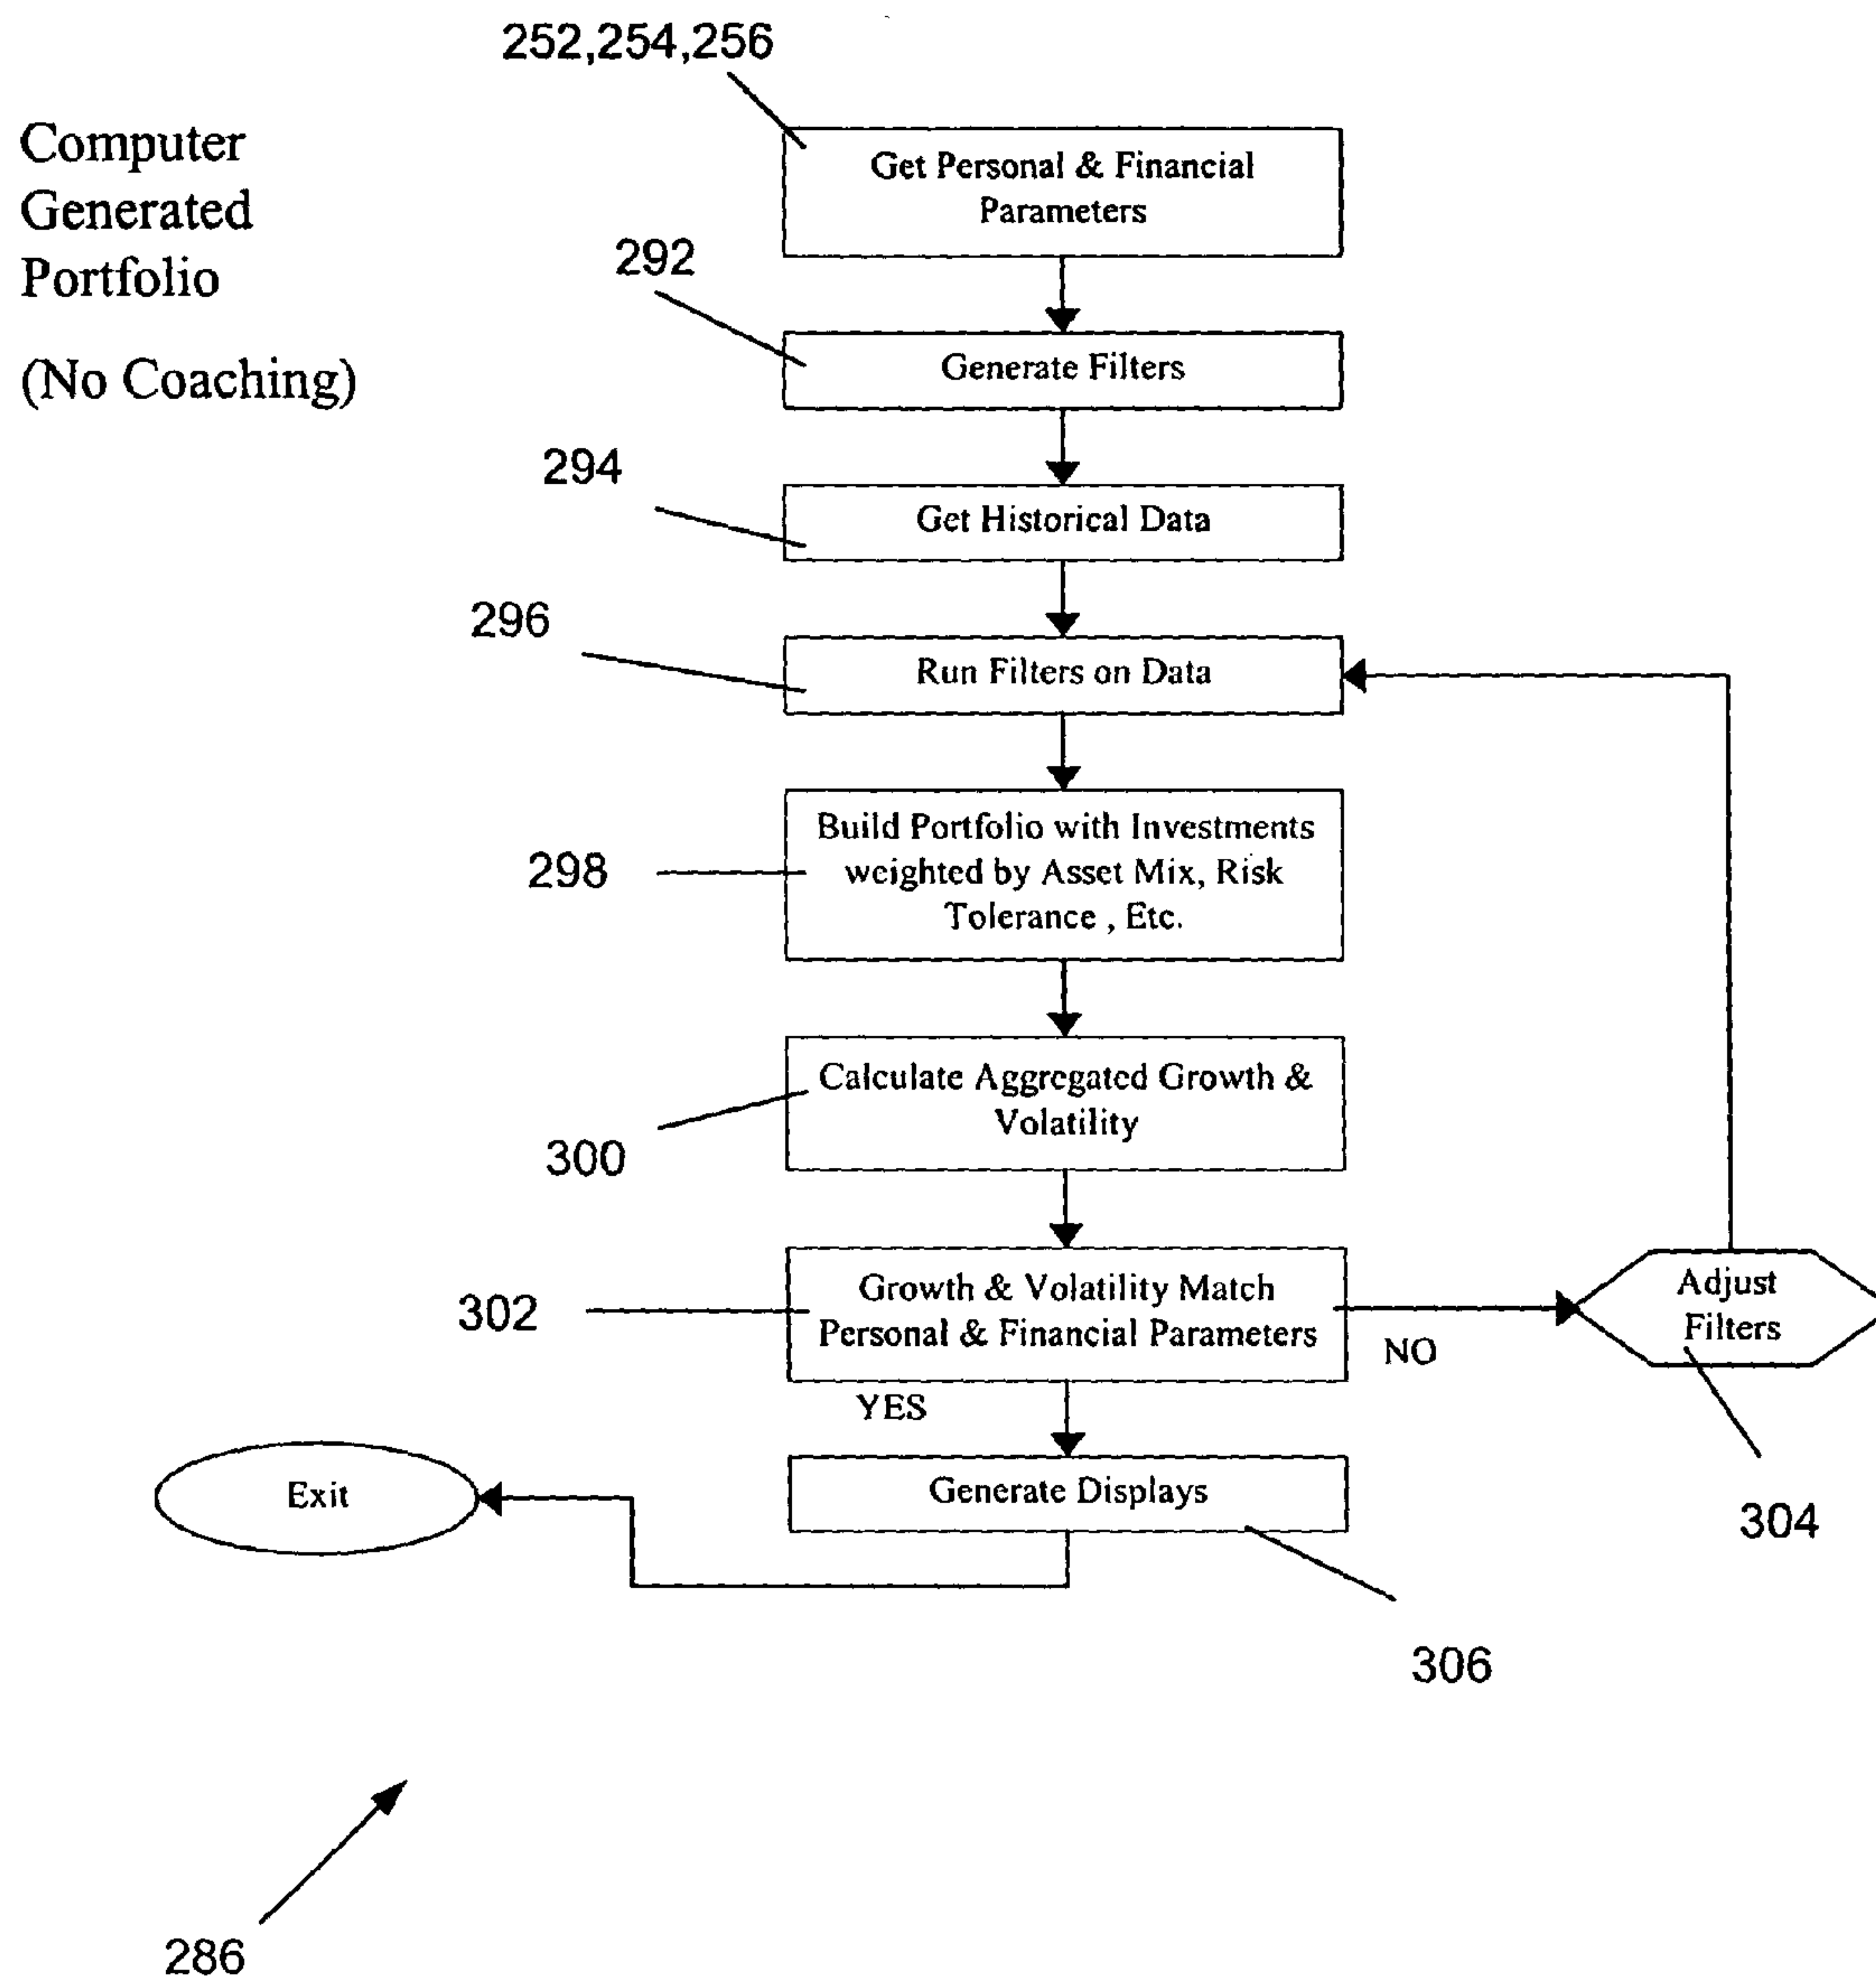 252,254,256
Computer
Generated
Portfolio
(No Coaching)
Get Personal & Financial
Parameters
292
Generate Filters
294
Get Historical Data
296
Run Filters on Data
298
Build Portfolio with Investments
weighted by Asset Mix, Risk
Tolerance , Etc.
300
Calculate Aggregated Growth &
Volatility
302
Growth & Volatility Match
Personal & Financial Parameters
NO
Adjust
Filters
304
YES
Generate Displays
306
Exit
286